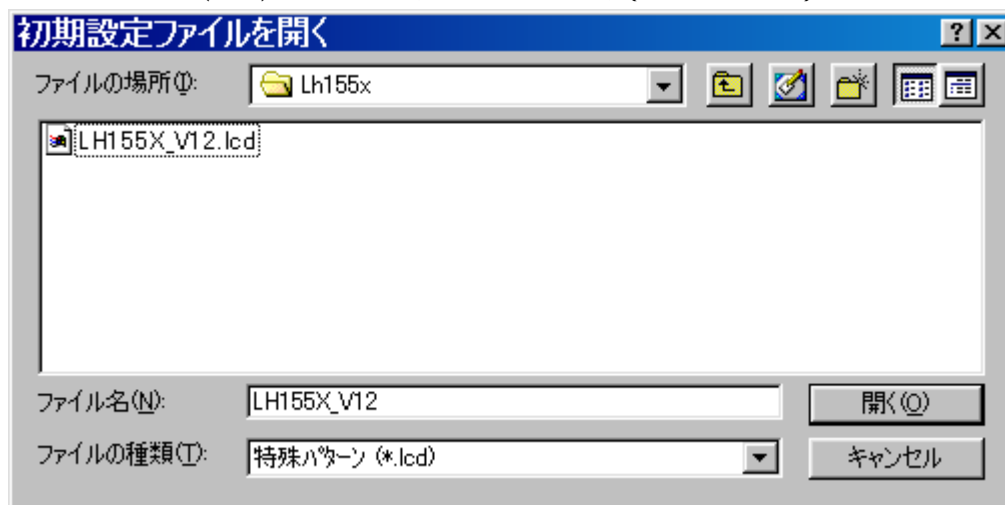 初期設定ファイルを開く
ファイルの場所(I):
Lh155x
LH155X_V12.lcd
ファイル名(N):
LH155X_V12
開く(O)
ファイルの種類(T):
特殊パターン (*.lcd)
キャンセル